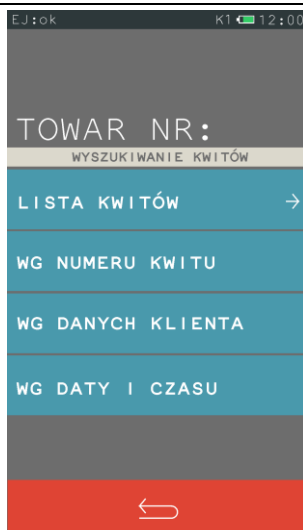 EJ:ok K1 12:00
TOWAR NR:
WYSZUKIWANIE KWITÓW
LISTA KWITÓW
WG NUMERU KWITU
WG DANYCH KLIENTA
WG DATY I CZASU